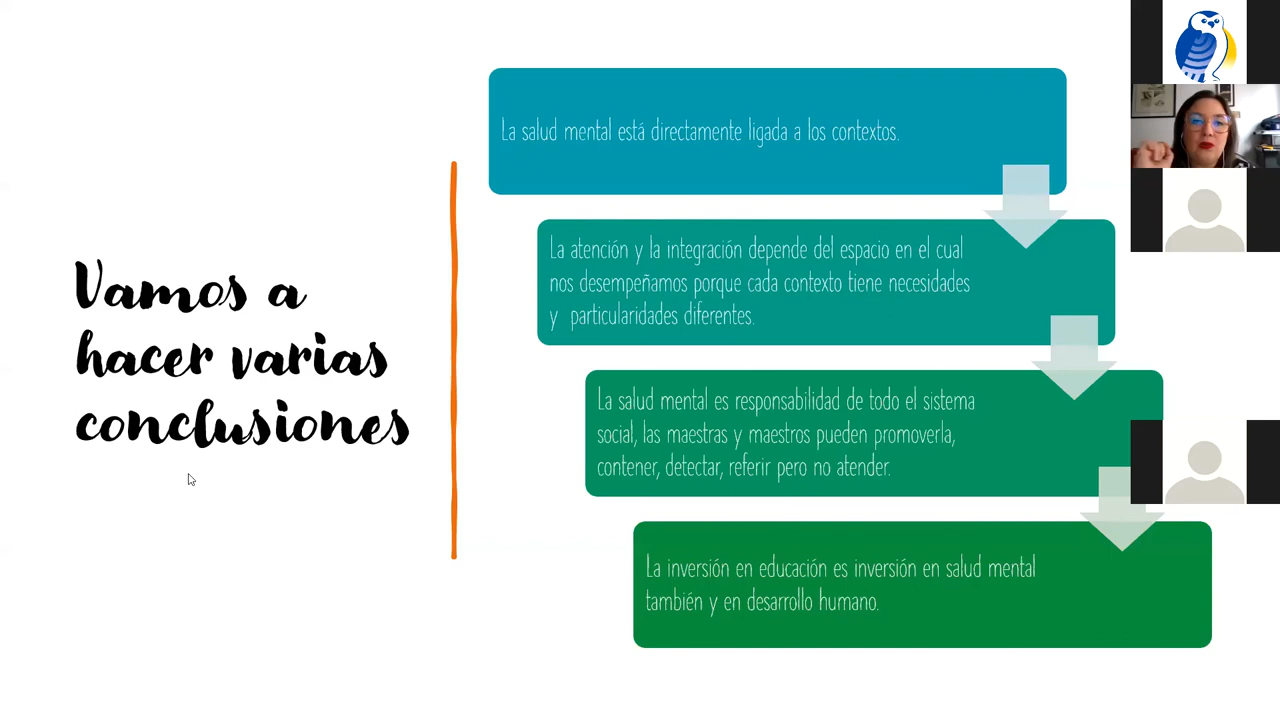 Vamos a
hacer varias
conclusiones
La salud mental está directamente ligada a los contextos.
La atención y la integración depende del espacio en el cual
nos desempeñamos porque cada contexto tiene necesidades
y particularidades diferentes.
La salud mental es responsabilidad de todo el sistema
social, las maestras y maestros pueden promoverla,
contener, detectar, referir pero no atender.
La inversión en educación es inversión en salud mental
también y en desarrollo humano.